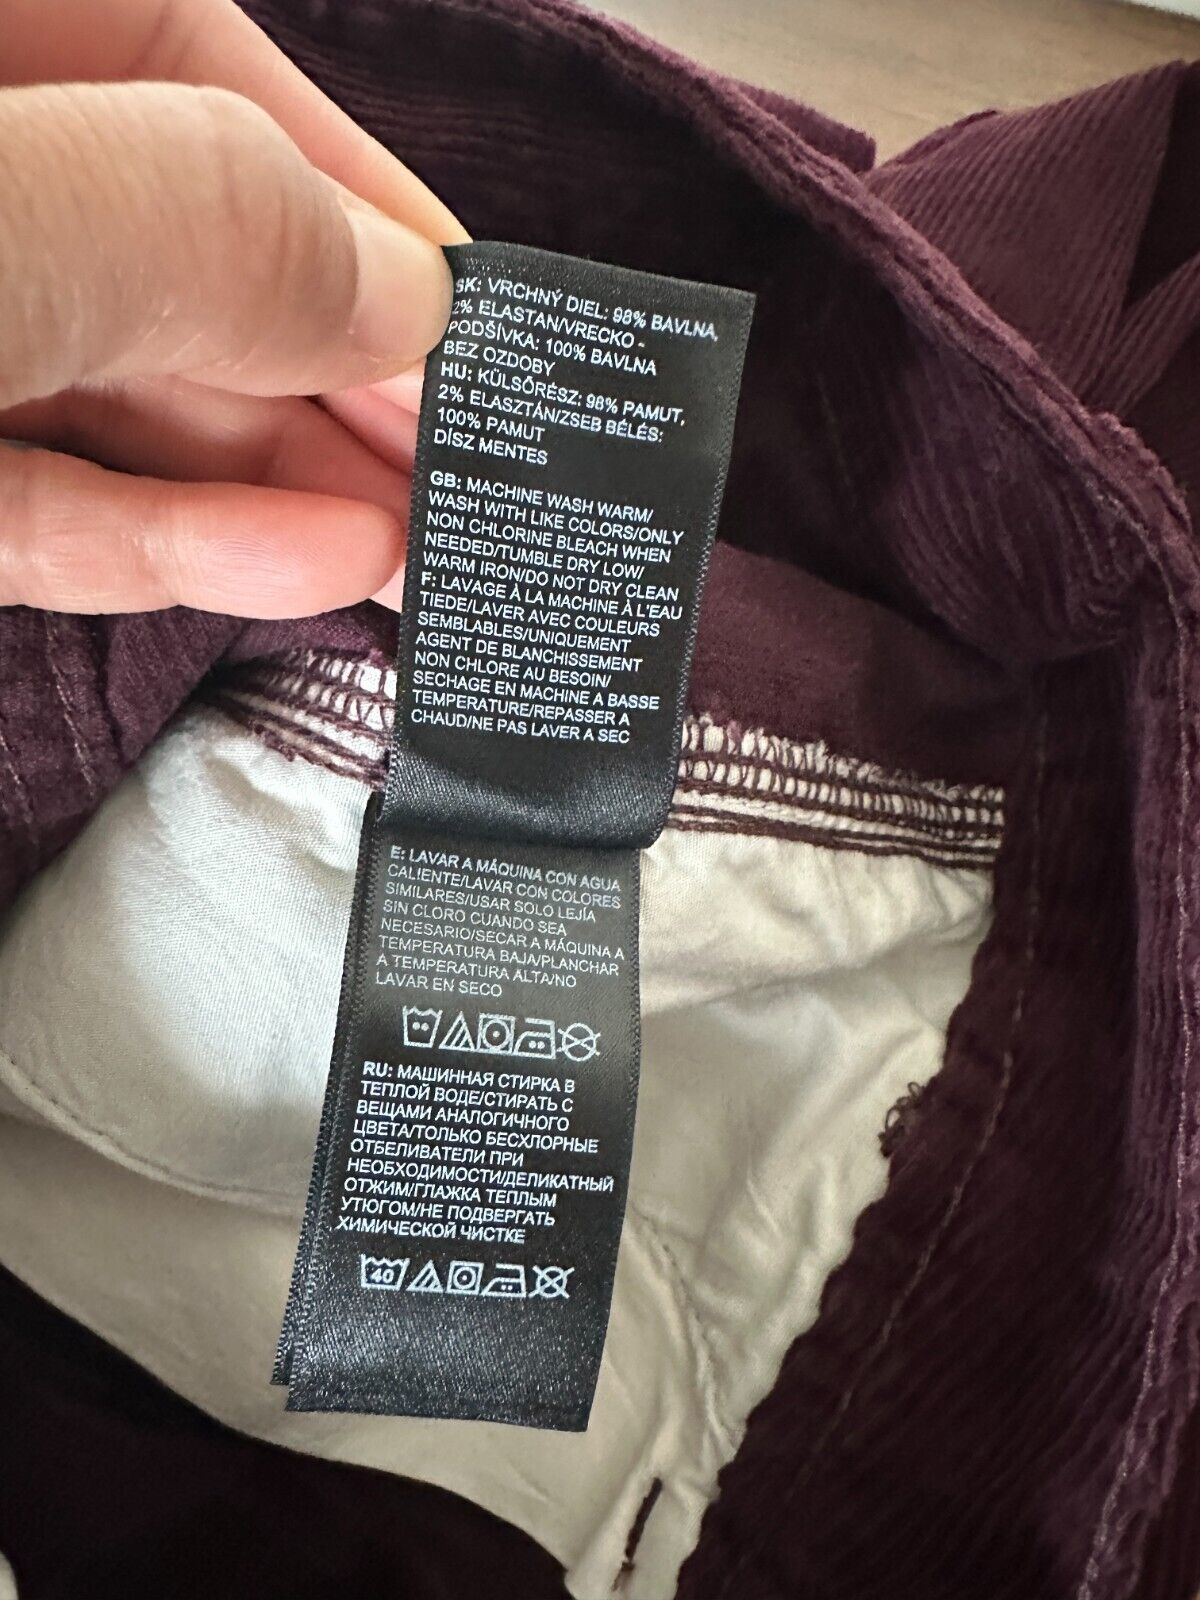 SK: VRCHNÝ DIEL: 98% BAVLNA,
2% ELASTAN/VRECKO -
PODŠÍVKA: 100% BAVLNA
BEZ OZDOBY
HU: KÜLSŐRÉSZ: 98% PAMUT,
2% ELASZTÁN/ZSEB BÉLÉS:
100% PAMUT
DÍSZ MENTES
GB: MACHINE WASH WARM/
WASH WITH LIKE COLORS/ONLY
NON CHLORINE BLEACH WHEN
NEEDED/TUMBLE DRY LOW/
WARM IRON/DO NOT DRY CLEAN
F: LAVAGE À LA MACHINE À L'EAU
TIEDE/LAVER AVEC COULEURS
SEMBLABLES/UNIQUEMENT
AGENT DE BLANCHISSEMENT
NON CHLORE AU BESOIN/
SECHAGE EN MACHINE A BASSE
TEMPERATURE/REPASSER A
CHAUD/NE PAS LAVER A SEC
E: LAVAR A MÁQUINA CON AGUA
CALIENTE/LAVAR CON COLORES
SIMILARES/USAR SOLO LEJÍA
SIN CLORO CUANDO SEA
NECESARIO/SECAR A MÁQUINA A
TEMPERATURA BAJA/PLANCHAR
A TEMPERATURA ALTA/NO
LAVAR EN SECO
RU: МАШИННАЯ СТИРКА В
ТЕПЛОЙ ВОДЕ/СТИРАТЬ С
ВЕЩАМИ АНАЛОГИЧНОГО
ЦВЕТА/ТОЛЬКО БЕСХЛОРНЫЕ
ОТБЕЛИВАТЕЛИ ПРИ
НЕОБХОДИМОСТИ/ДЕЛИКАТНЫЙ
ОТЖИМ/ГЛАЖКА ТЕПЛЫМ
УТЮГОМ/НЕ ПОДВЕРГАТЬ
ХИМИЧЕСКОЙ ЧИСТКЕ
40